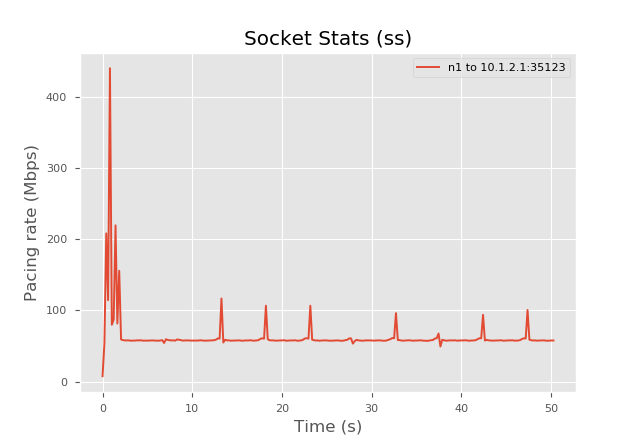 Socket Stats (ss)
n1 to 10.1.2.1:35123
Pacing rate (Mbps)
400
300
200
100
0
0 10 20 30 40 50
Time (s)